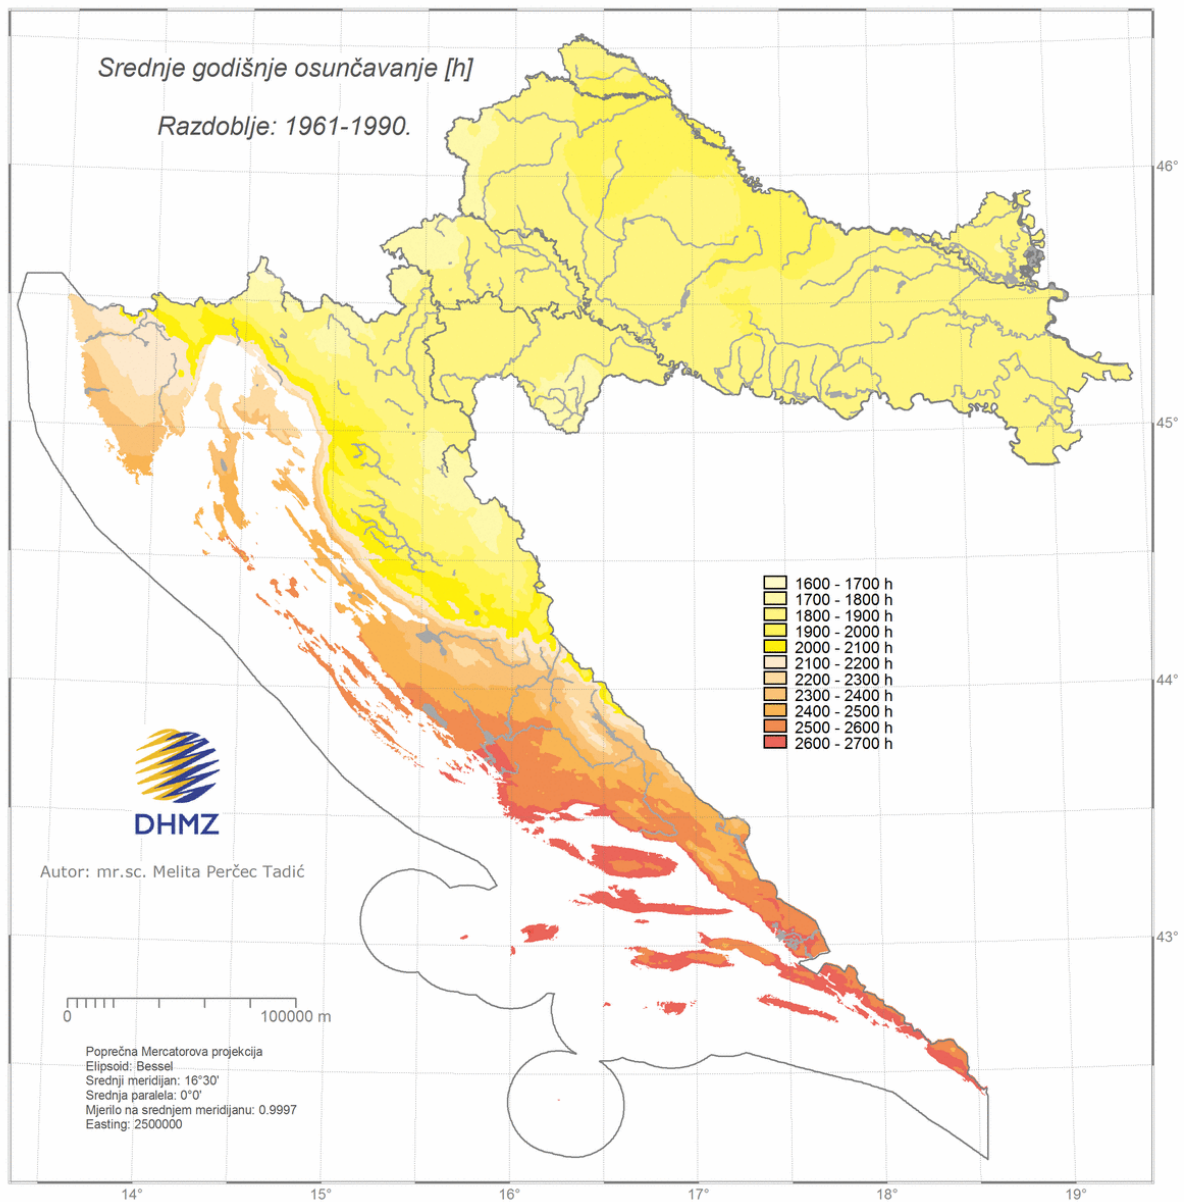 Srednje godišnje osunčavanje [h]
Razdoblje: 1961-1990.
46°
45°
1600 - 1700 h
1700 - 1800 h
1800 - 1900 h
1900 - 2000 h
2000 - 2100 h
2100 - 2200 h
2200 - 2300 h
2300 - 2400 h
2400 - 2500 h
2500 - 2600 h
2600 - 2700 h
44°
DHMZ
Autor: mr.sc. Melita Perčec Tadić
43°
0 100000 m
Poprečna Mercatorova projekcija
Elipsoid: Bessel
Srednji meridijan: 16°30'
Srednja paralela: 0°0'
Mjerilo na srednjem meridijanu: 0.9997
Easting: 2500000
14° 15° 16° 17° 18° 19°